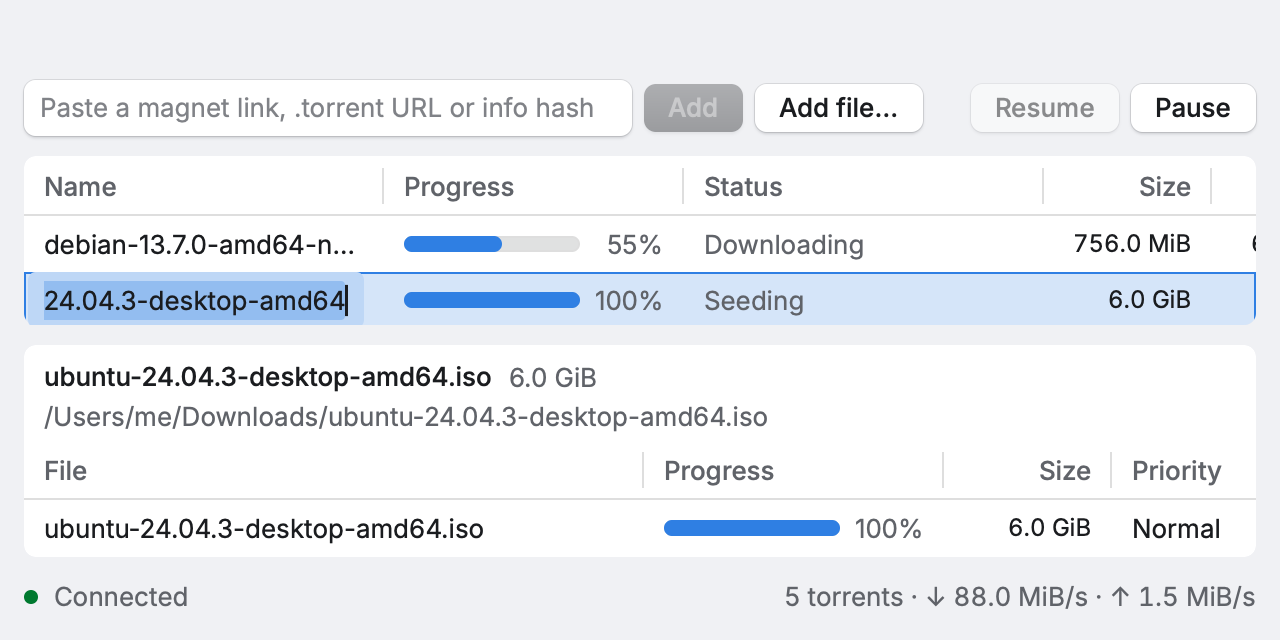 Paste a magnet link, .torrent URL or info hash Add Add file... Resume Pause
Name Progress Status Size
debian-13.7.0-amd64-n... 55% Downloading 756.0 MiB
24.04.3-desktop-amd64 100% Seeding 6.0 GiB
ubuntu-24.04.3-desktop-amd64.iso 6.0 GiB
/Users/me/Downloads/ubuntu-24.04.3-desktop-amd64.iso
File Progress Size Priority
ubuntu-24.04.3-desktop-amd64.iso 100% 6.0 GiB Normal
Connected 5 torrents · ↓ 88.0 MiB/s · ↑ 1.5 MiB/s